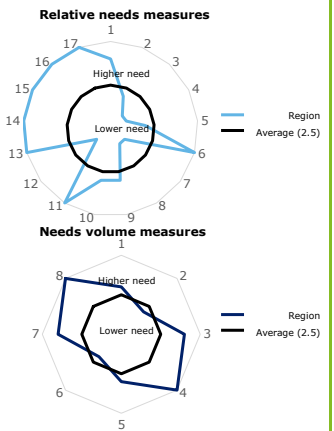 Relative needs measures
1
17
2
16
3
Higher need
15
4
14
5
Lower need
13
6
12
7
11
8
10
9
Region
Average (2.5)
Needs volume measures
1
8
2
Higher need
7
3
Lower need
6
4
5
Region
Average (2.5)